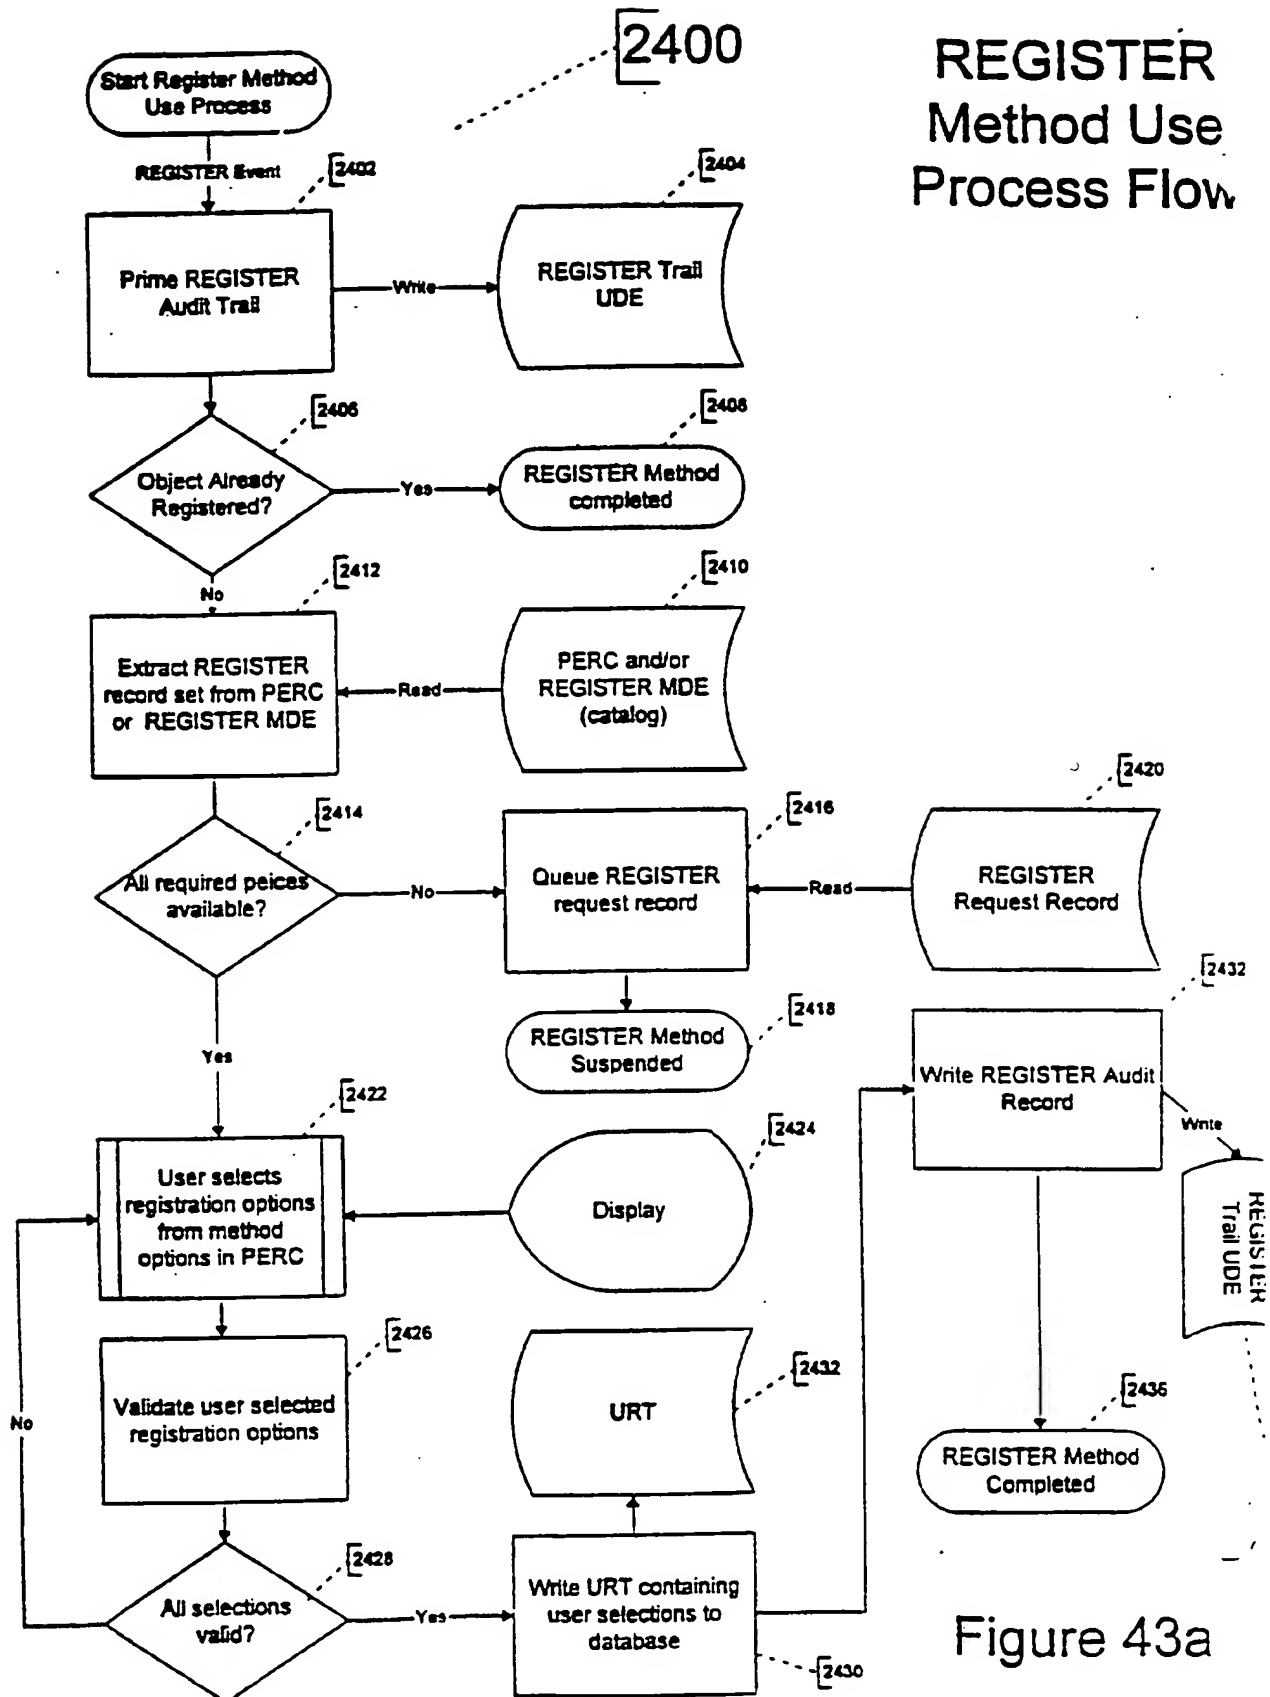 2400
REGISTER
Method Use
Process Flow
Start Register Method
Use Process
REGISTER Event
2402
Prime REGISTER
Audit Trail
Write
2404
REGISTER Trail
UDE
2406
Object Already
Registered?
Yes
2408
REGISTER Method
completed
No
2412
Extract REGISTER
record set from PERC
or REGISTER MDE
Read
2410
PERC and/or
REGISTER MDE
(catalog)
2414
All required peices
available?
No
2416
Queue REGISTER
request record
Read
2420
REGISTER
Request Record
2418
REGISTER Method
Suspended
Yes
2422
User selects
registration options
from method
options in PERC
2424
Display
2426
Validate user selected
registration options
No
2428
All selections
valid?
Yes
2432
URT
Write URT containing
user selections to
database
2430
2432
Write REGISTER Audit
Record
Write
REGISTER
Trail UDE
2436
REGISTER Method
Completed
Figure 43a